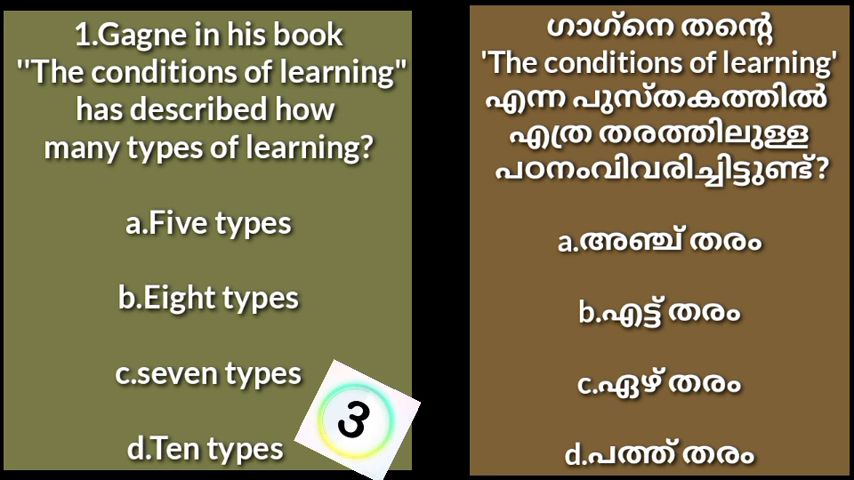 1.Gagne in his book
''The conditions of learning"
has described how
many types of learning?
a.Five types
b.Eight types
c.seven types
d.Ten types
3
ഗാഗ്നെ തന്റെ
'The conditions of learning'
എന്ന പുസ്തകത്തിൽ
എത്ര തരത്തിലുള്ള
പഠനംവിവരിച്ചിട്ടുണ്ട്?
a.അഞ്ച് തരം
b.എട്ട് തരം
c.ഏഴ് തരം
d.പത്ത് തരം